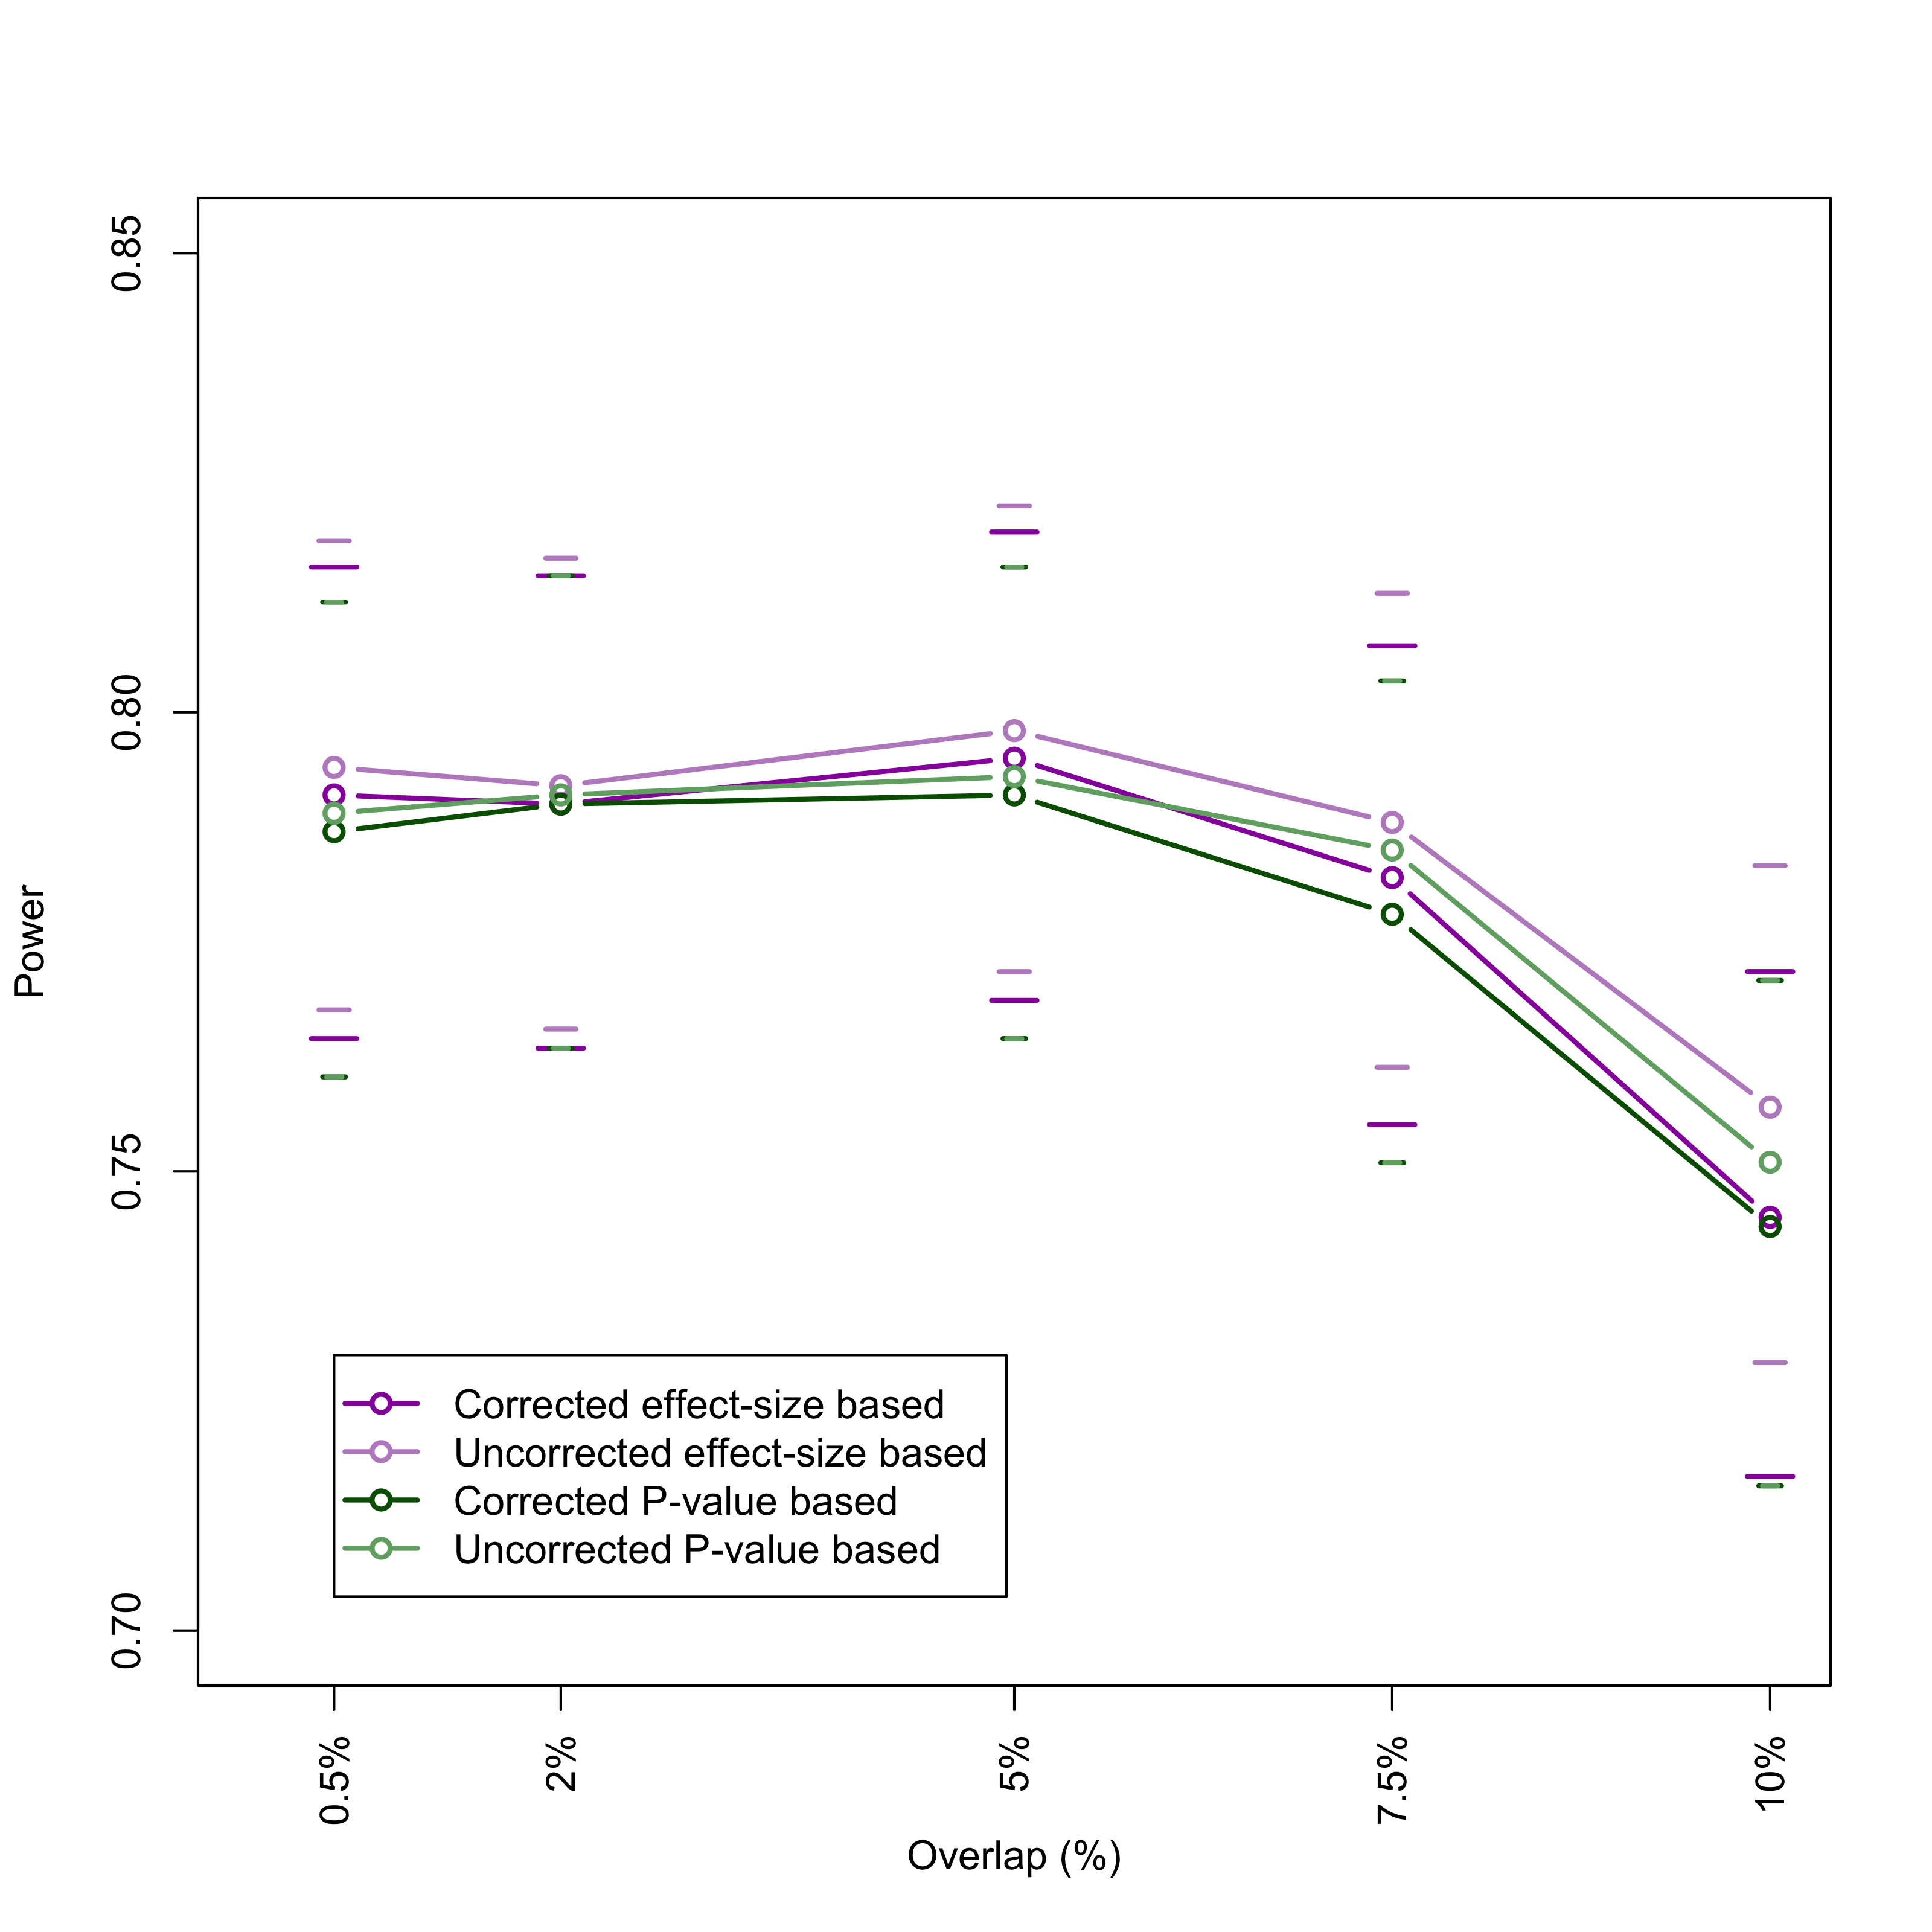 0.85
0.80
0.75
0.70
Power
Corrected effect-size based
Uncorrected effect-size based
Corrected P-value based
Uncorrected P-value based
0.5%
2%
5%
7.5%
10%
Overlap (%)